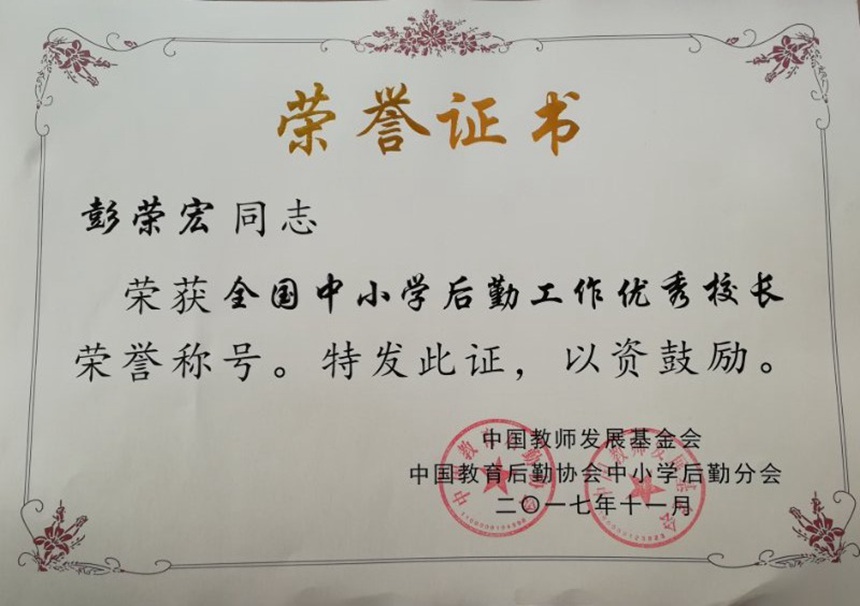 荣誉证书
彭荣宏同志
荣获全国中小学后勤工作优秀校长
荣誉称号。特发此证，以资鼓励。
中国教师发展基金会
中国教育后勤协会中小学后勤分会
二〇一七年十一月